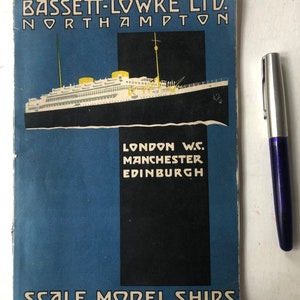 BASSETT-LOWKE LTD.
NORTHAMPTON
LONDON W.C.
MANCHESTER
EDINBURGH
SCALE MODEL SHIPS